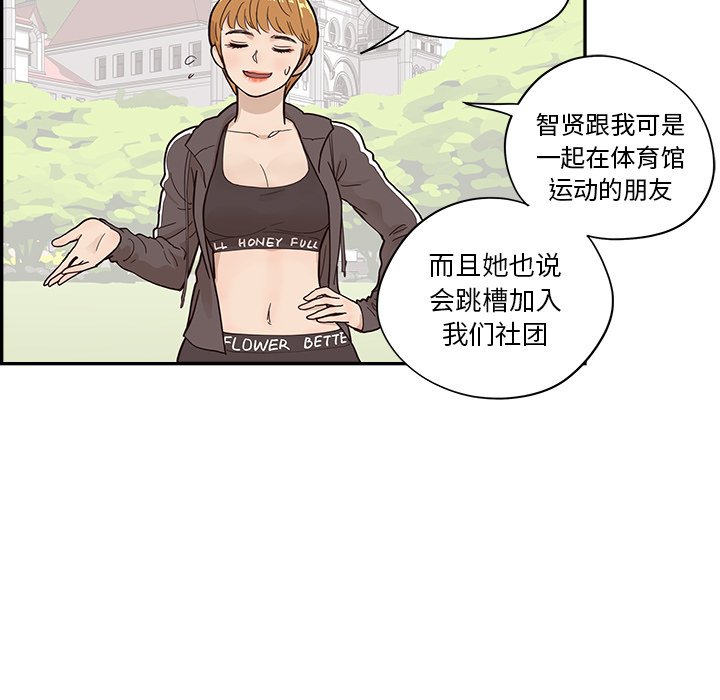 智贤跟我可是
一起在体育馆
运动的朋友
而且她也说
会跳槽加入
我们社团
LL HONEY FULL
FLOWER BETTE